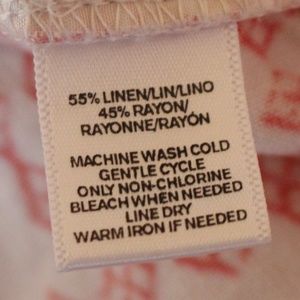 55% LINEN/LIN/LINO
45% RAYON/
RAYONNE/RAYÓN
MACHINE WASH COLD
GENTLE CYCLE
ONLY NON-CHLORINE
BLEACH WHEN NEEDED
LINE DRY
WARM IRON IF NEEDED